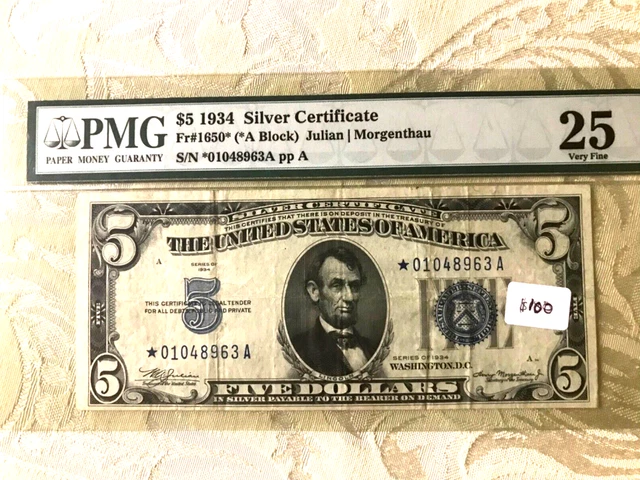 PMG
PAPER MONEY GUARANTY
$5 1934 Silver Certificate
Fr#1650* (*A Block) Julian | Morgenthau
S/N *01048963A pp A
25
Very Fine
5
SILVER CERTIFICATE
5
THIS CERTIFIES THAT THERE IS ON DEPOSIT IN THE TREASURY OF
THE UNITED STATES OF AMERICA
A
SERIES OF
1934
★01048963A
5
THIS CERTIFICATE IS LEGAL TENDER
FOR ALL DEBTS PUBLIC AND PRIVATE
$100
★01048963A
SERIES OF 1934
WASHINGTON, D.C.
A
LINCOLN
5
FIVE DOLLARS
5
IN SILVER PAYABLE TO THE BEARER ON DEMAND